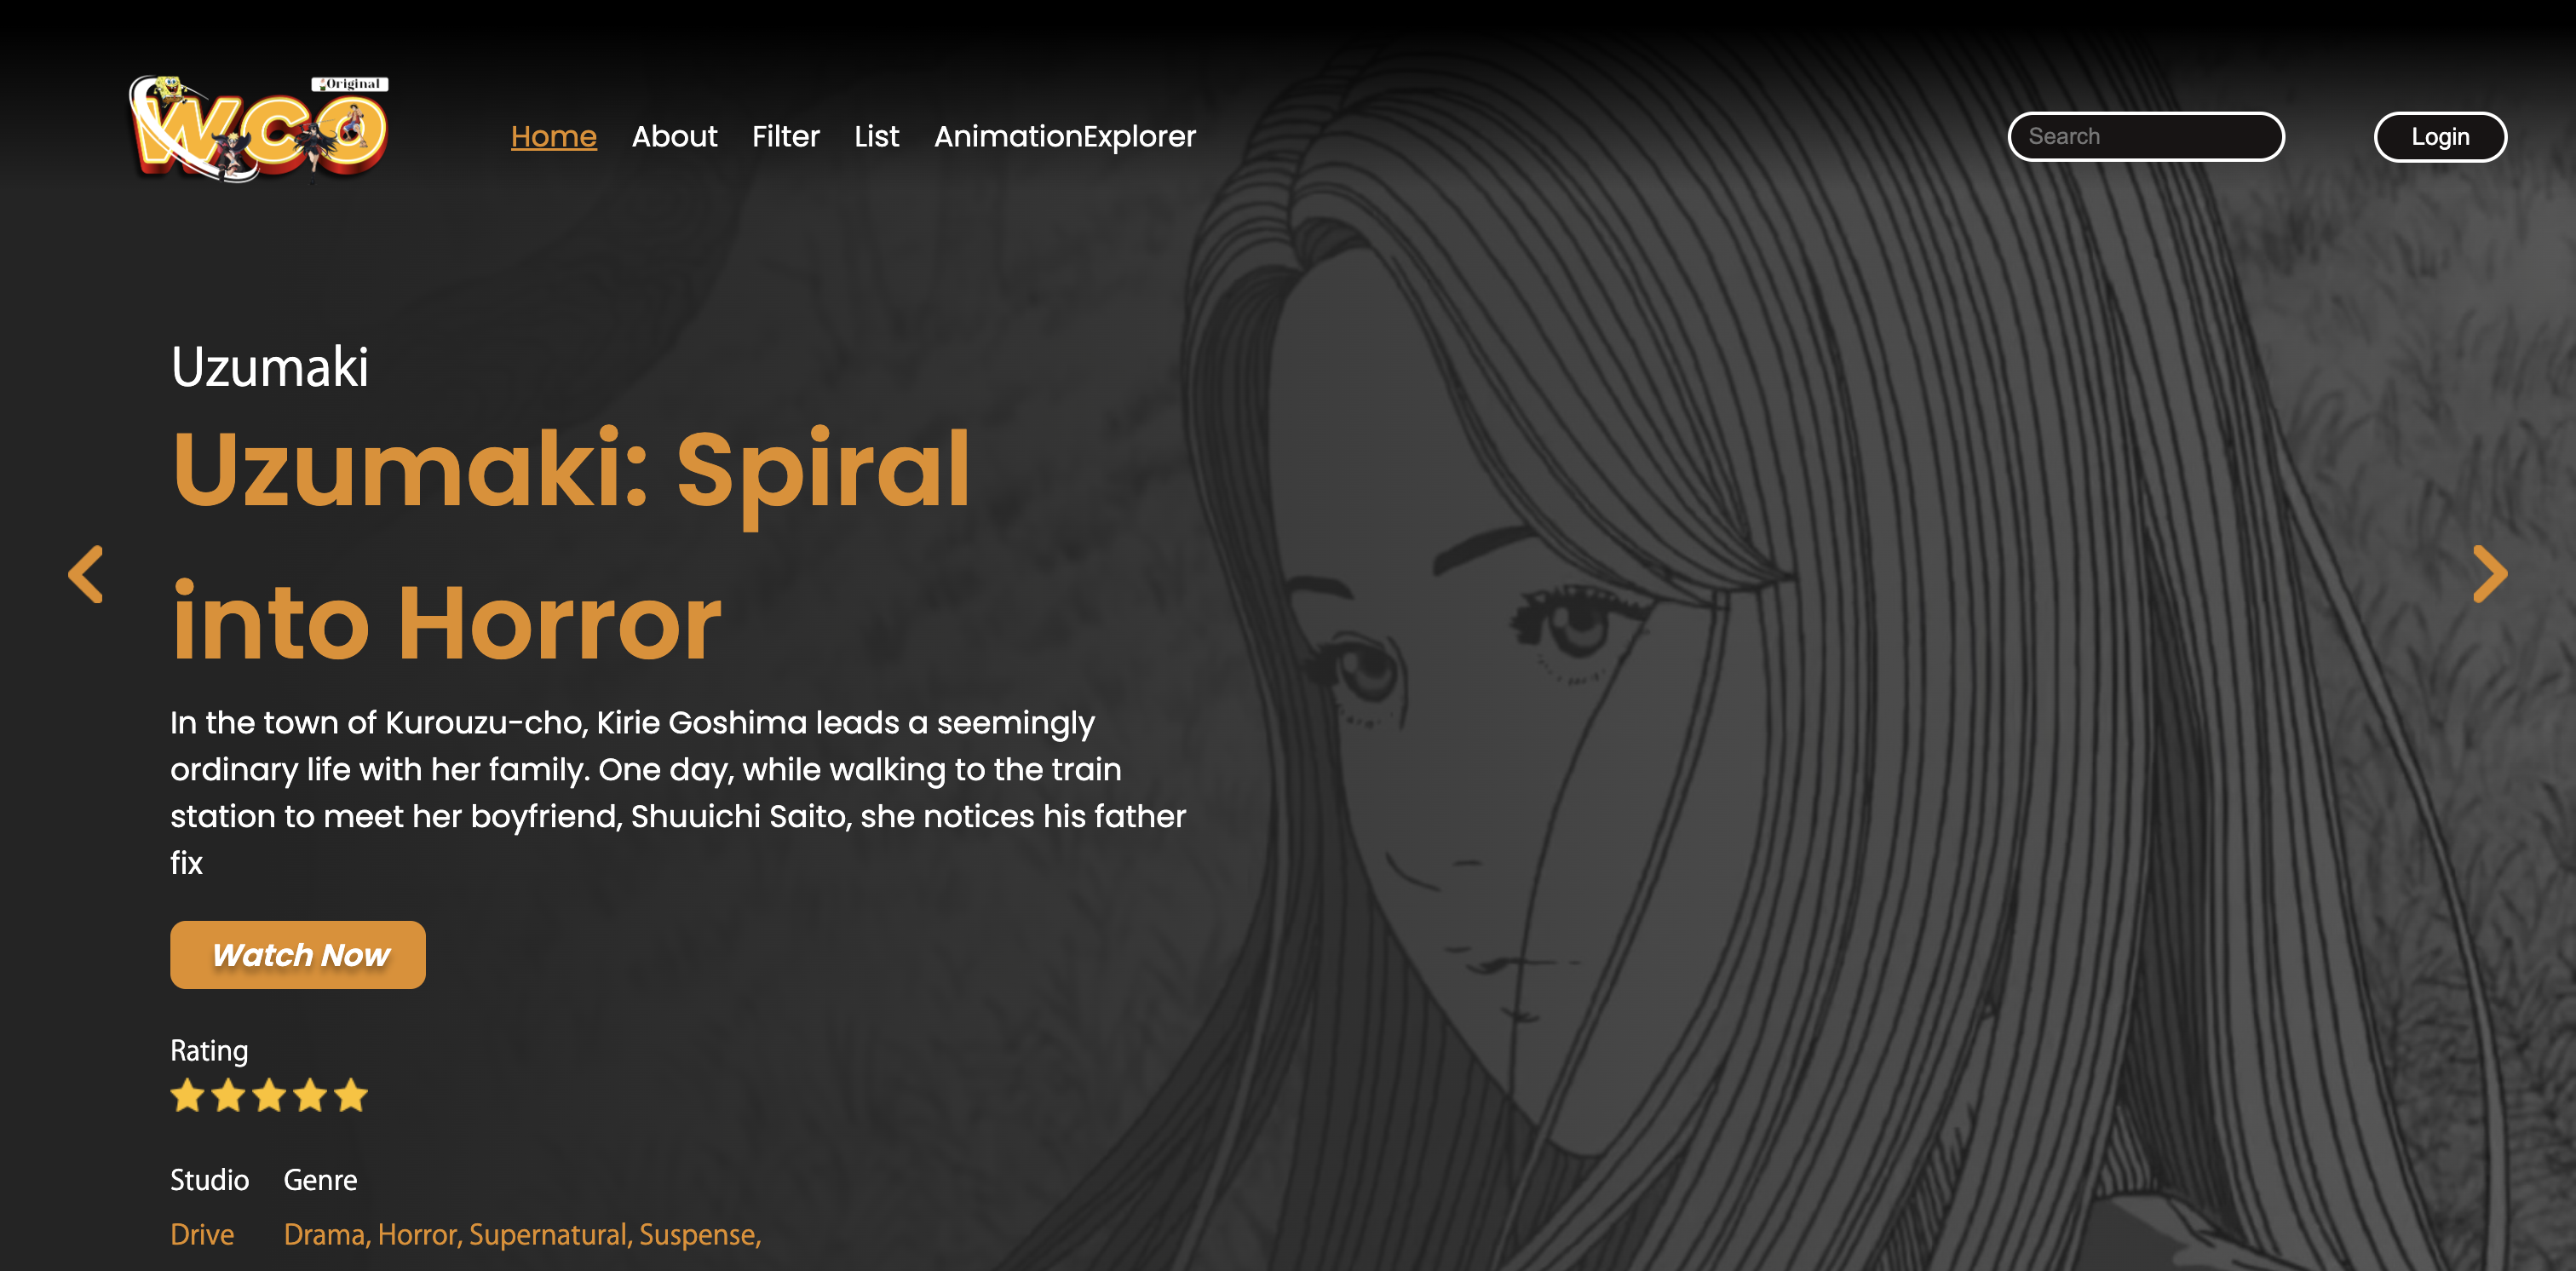 Original
WCO
Home About Filter List AnimationExplorer
Search
Login
Uzumaki
Uzumaki: Spiral
into Horror
In the town of Kurouzu-cho, Kirie Goshima leads a seemingly
ordinary life with her family. One day, while walking to the train
station to meet her boyfriend, Shuuichi Saito, she notices his father
fix
Watch Now
Rating
Studio Genre
Drive Drama, Horror, Supernatural, Suspense,